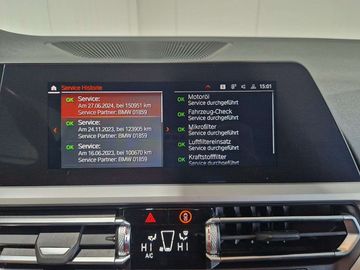 Service Historie
15:01
OK Service:
Am 27.06.2024, bei 150951 km
Service Partner: BMW 01859
OK Service:
Am 24.11.2023, bei 123905 km
Service Partner: BMW 01859
OK Service:
Am 16.06.2023, bei 100670 km
Service Partner: BMW 01859
OK Motoröl
Service durchgeführt
OK Fahrzeug-Check
Service durchgeführt
OK Mikrofilter
Service durchgeführt
OK Luftfiltereinsatz
Service durchgeführt
OK Kraftstofffilter
Service durchgeführt
HI
HI
A/C